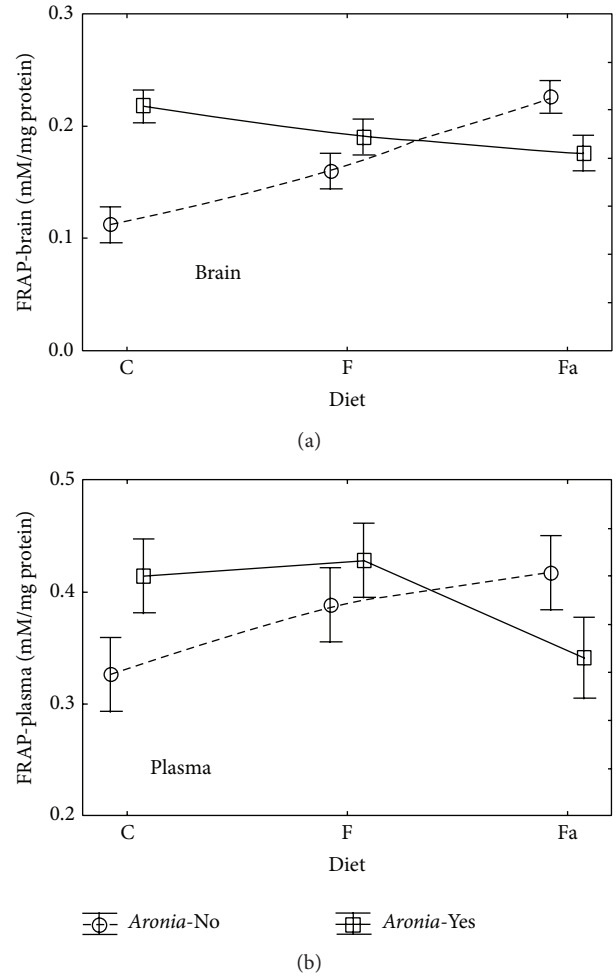 0.3
0.2
0.1
0.0
FRAP-brain (mM/mg protein)
Brain
C F Fa
Diet
(a)
0.5
0.4
0.3
0.2
FRAP-plasma (mM/mg protein)
Plasma
C F Fa
Diet
Aronia-No Aronia-Yes
(b)